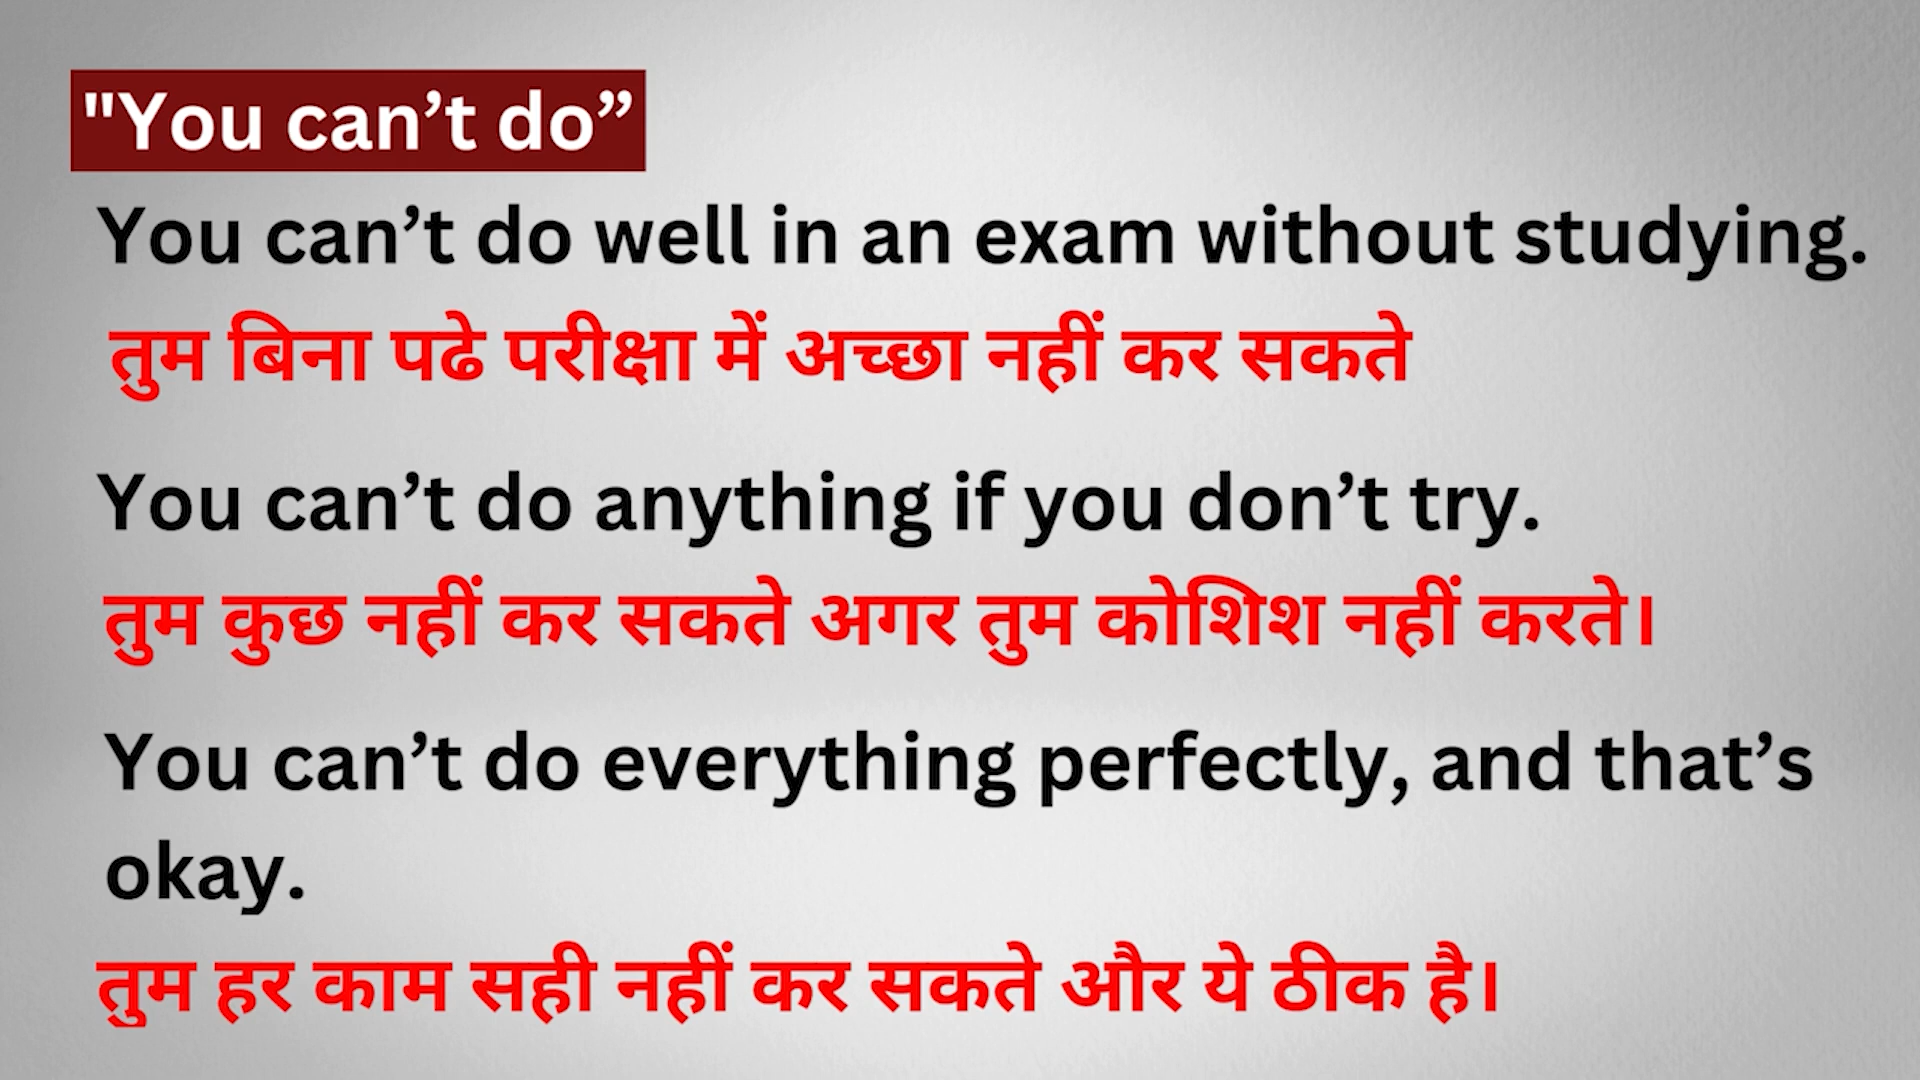 "You can’t do”
You can’t do well in an exam without studying.
तुम बिना पढे परीक्षा में अच्छा नहीं कर सकते
You can’t do anything if you don’t try.
तुम कुछ नहीं कर सकते अगर तुम कोशिश नहीं करते।
You can’t do everything perfectly, and that’s
okay.
तुम हर काम सही नहीं कर सकते और ये ठीक है।